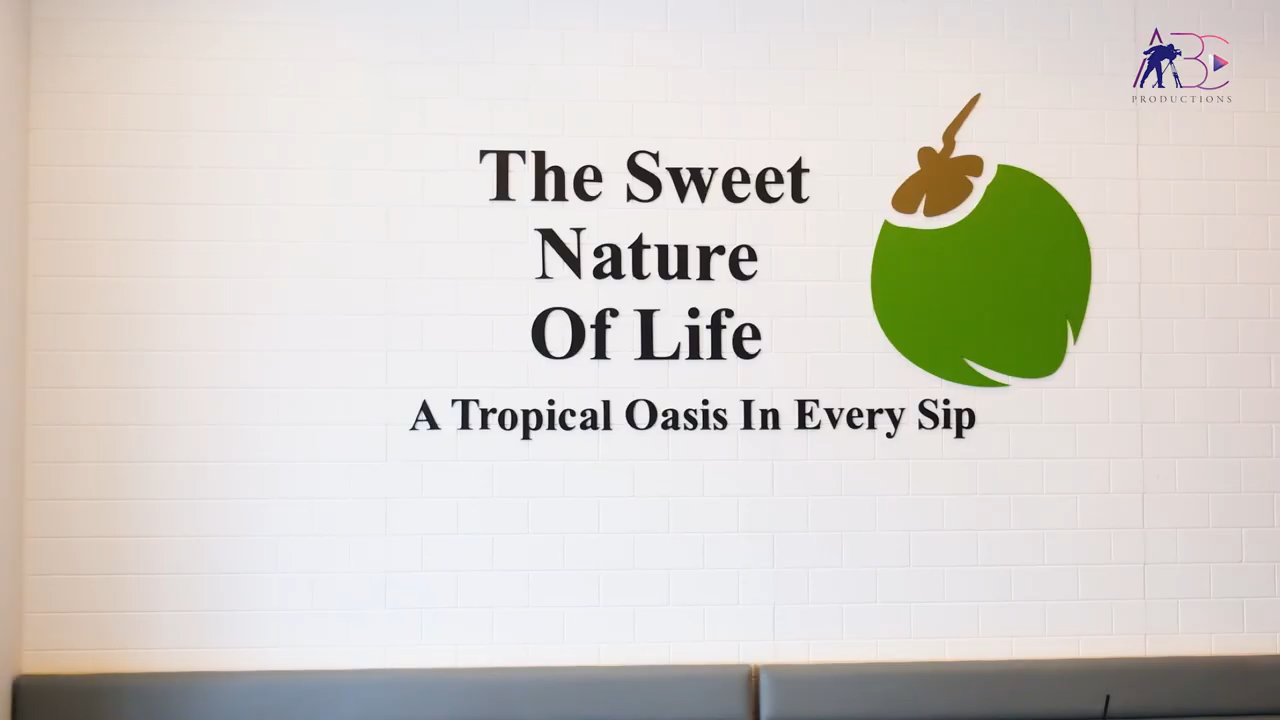 The Sweet
Nature
Of Life
A Tropical Oasis In Every Sip
ABC
PRODUCTIONS